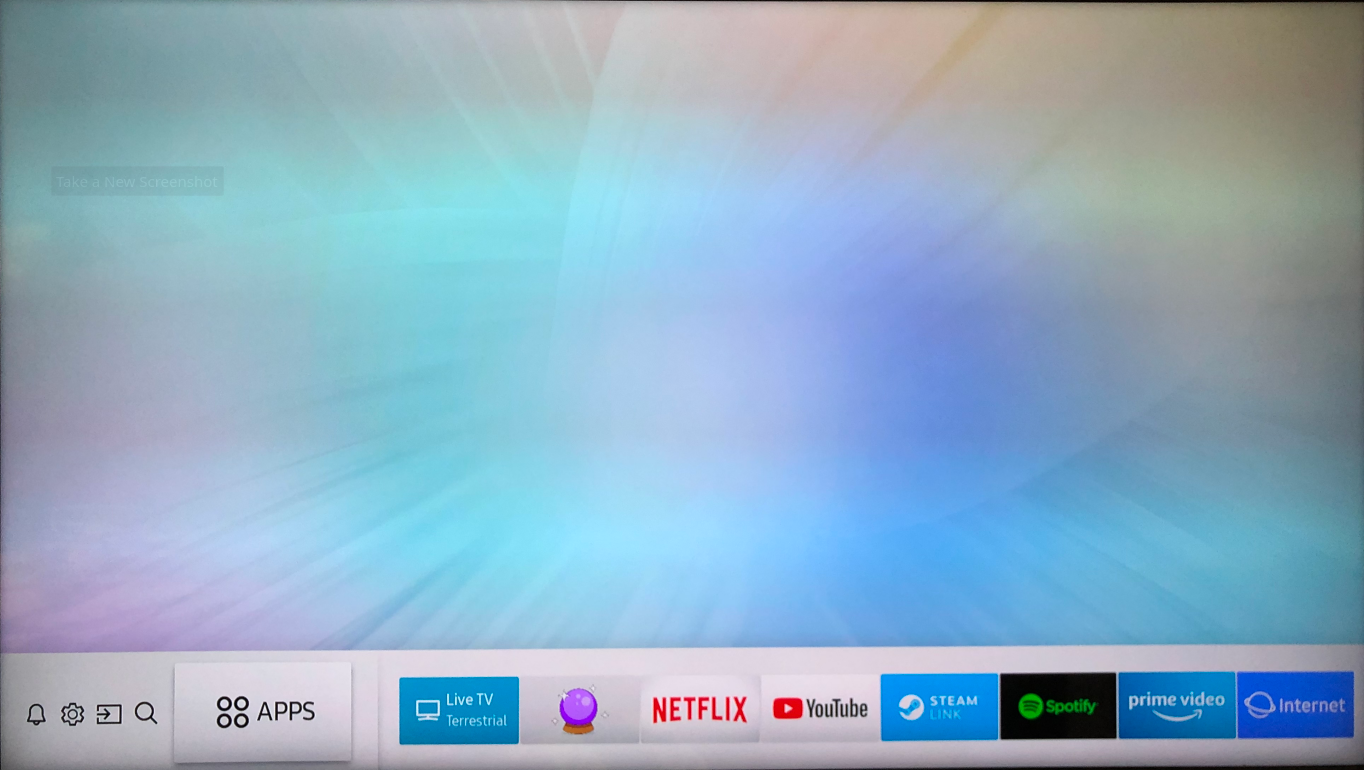 Take a New Screenshot
APPS
Live TV
Terrestrial
NETFLIX
YouTube
STEAM
LINK
Spotify
prime video
Internet